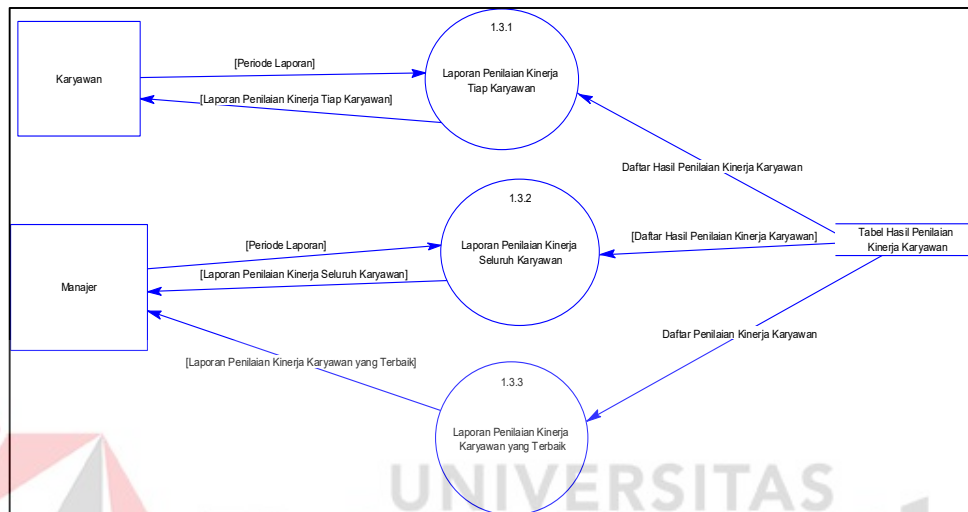 1.3.1
Karyawan
[Periode Laporan]
Laporan Penilaian Kinerja
Tiap Karyawan
[Laporan Penilaian Kinerja Tiap Karyawan]
Daftar Hasil Penilaian Kinerja Karyawan
1.3.2
[Periode Laporan]
Laporan Penilaian Kinerja
Seluruh Karyawan
[Daftar Hasil Penilaian Kinerja Karyawan]
Tabel Hasil Penilaian
Kinerja Karyawan
Manajer
[Laporan Penilaian Kinerja Seluruh Karyawan]
Daftar Penilaian Kinerja Karyawan
[Laporan Penilaian Kinerja Karyawan yang Terbaik]
1.3.3
Laporan Penilaian Kinerja
Karyawan yang Terbaik
UNIVERSITAS